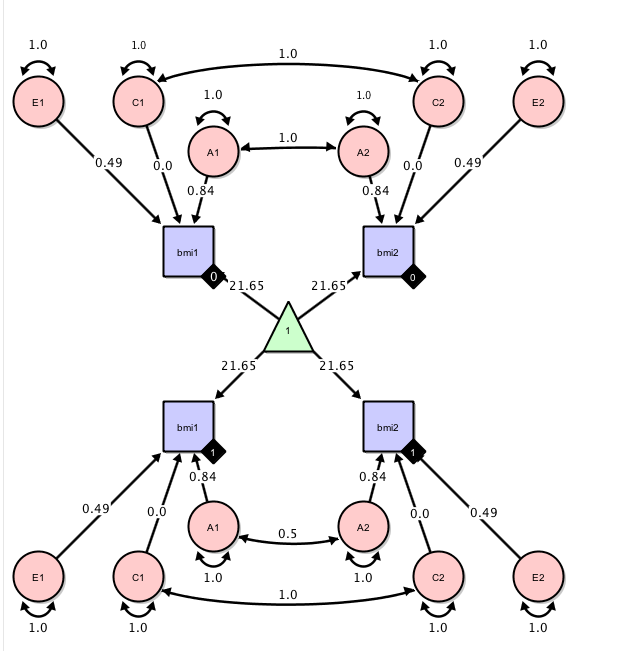 1.0 1.0 1.0 1.0
1.0
E1 C1 C2 E2
1.0 1.0
A1 1.0 A2
0.49 0.0 0.0 0.49
0.84 0.84
bmi1 bmi2
0 0
21.65 21.65
1
21.65 21.65
bmi1 bmi2
1 1
0.84 0.84
0.49 0.0 0.0 0.49
A1 0.5 A2
E1 1.0 1.0 E2
C1 1.0 C2
1.0 1.0 1.0 1.0